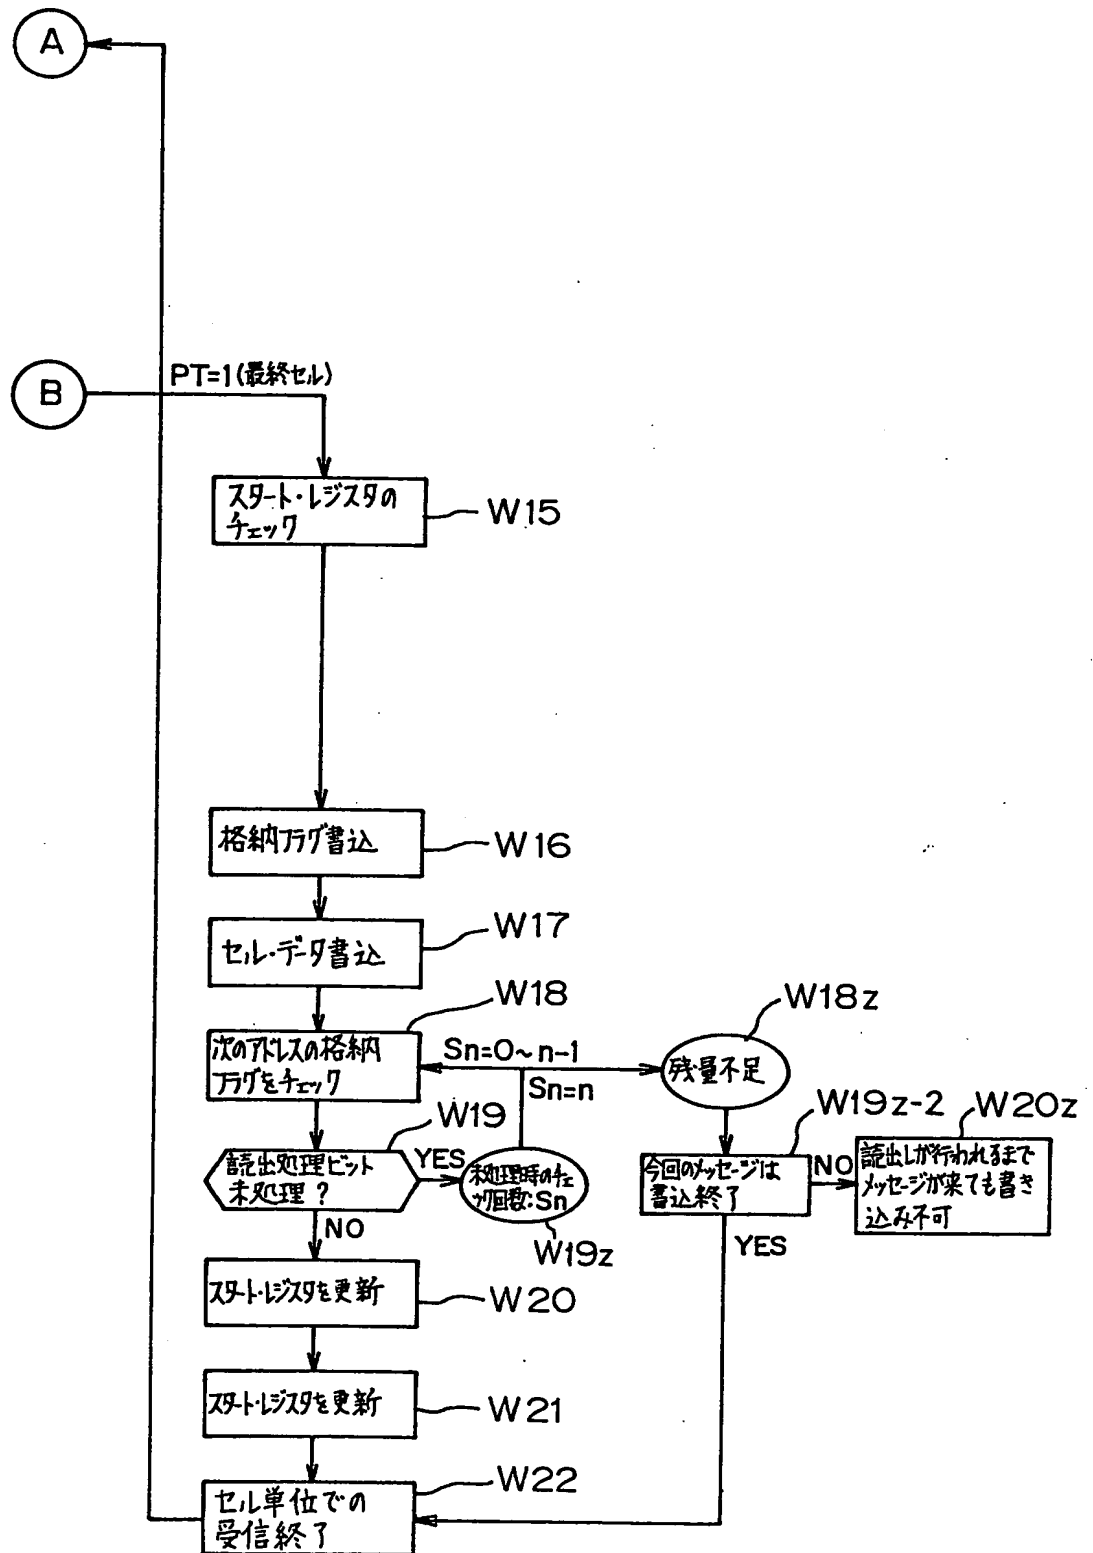 A
B
PT=1(最終セル)
スタート・レジスタの
チェック
W15
格納フラグ書込
W16
セル・データ書込
W17
W18
次のアドレスの格納
フラグをチェック
Sn=0~n-1
Sn=n
W18z
残量不足
W19
読出処理ビット
未処理?
YES
未処理時のチェ
ック回数:Sn
W19z
NO
W19z-2
今回のメッセージは
書込終了
NO
YES
W20z
読出しが行われるまで
メッセージが来ても書き
込み不可
スタート・レジスタを更新
W20
スタート・レジスタを更新
W21
W22
セル単位での
受信終了